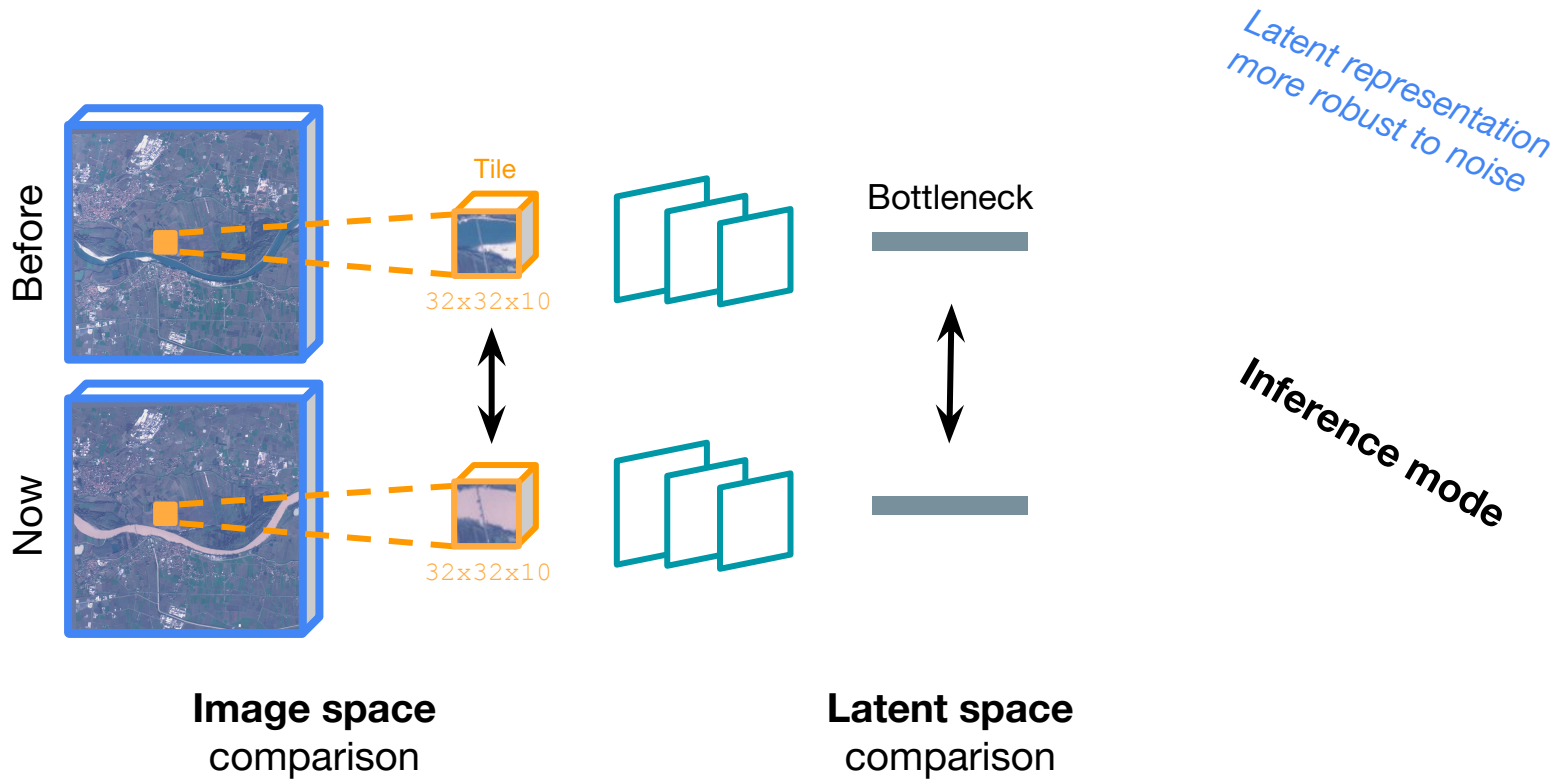 Latent representation
more robust to noise
Before
Tile
32x32x10
Bottleneck
Now
32x32x10
Inference mode
Image space
comparison
Latent space
comparison